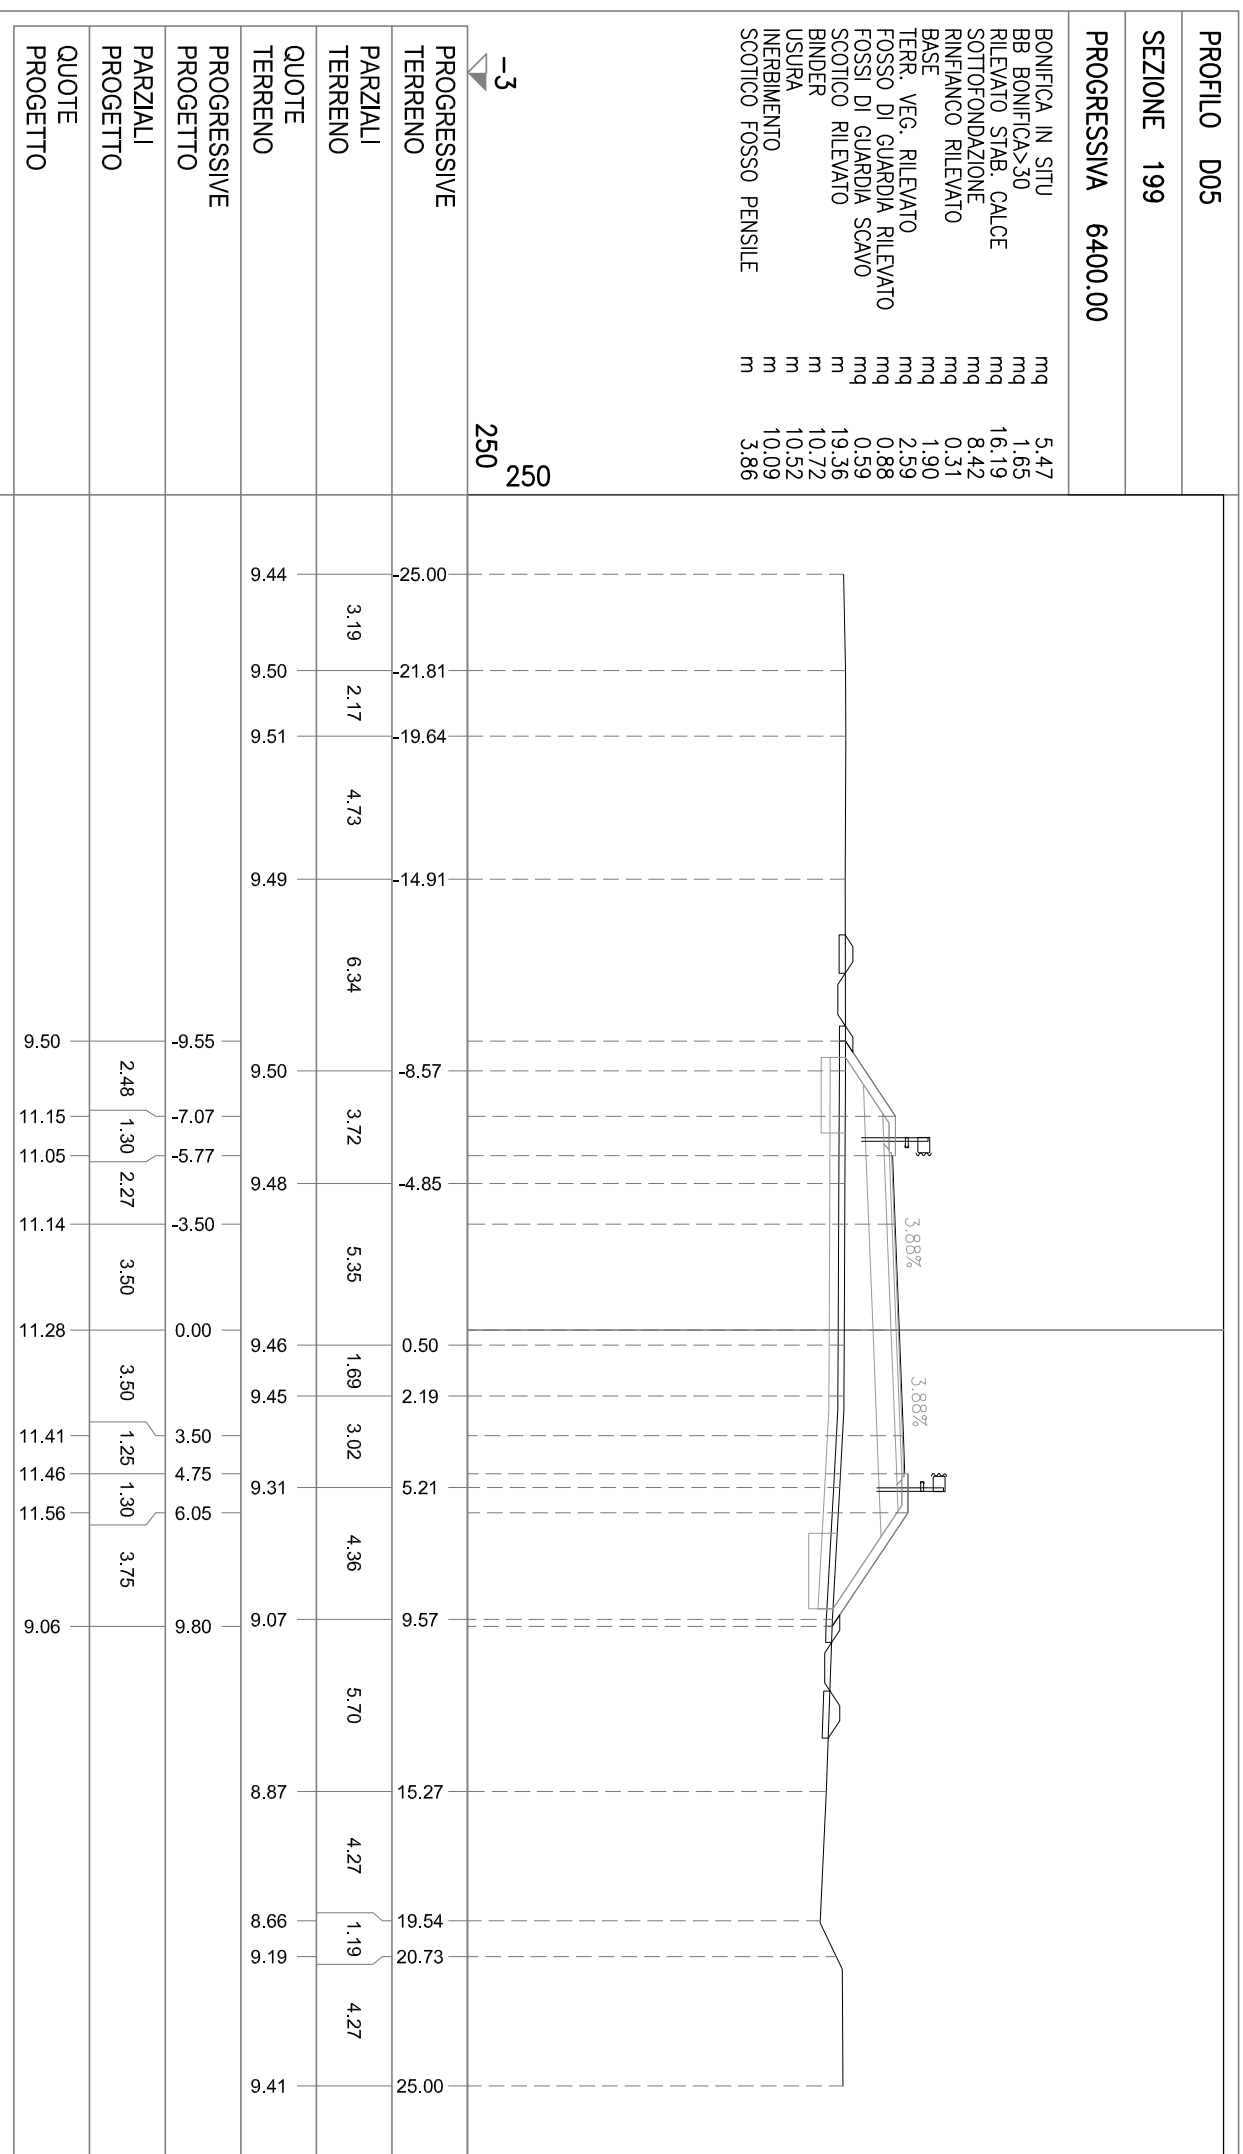 PROFILO D05
SEZIONE 199
PROGRESSIVA 6400.00
BONIFICA IN SITU mq 5.47
BB BONIFICA>30 mq 1.65
RILEVATO STAB. CALCE mq 16.19
SOTTOFONDAZIONE mq 8.42
RINFIANCO RILEVATO mq 0.31
BASE mq 1.90
TERR. VEG. RILEVATO mq 2.59
FOSSO DI GUARDIA RILEVATO mq 0.88
FOSSI DI GUARDIA SCAVO mq 0.59
SCOTICO RILEVATO m 19.36
BINDER m 10.72
USURA m 10.52
INERBIMENTO m 10.09
SCOTICO FOSSO PENSILE m 3.86
3.88% 3.88%
-3
250
250
PROGRESSIVE
TERRENO
-25.00 -21.81 -19.64 -14.91 -8.57 -4.85 0.50 2.19 5.21 9.57 15.27 19.54 20.73 25.00
PARZIALI
TERRENO
3.19 2.17 4.73 6.34 3.72 5.35 1.69 3.02 4.36 5.70 4.27 1.19 4.27
QUOTE
TERRENO
9.44 9.50 9.51 9.49 9.50 9.48 9.46 9.45 9.31 9.07 8.87 8.66 9.19 9.41
PROGRESSIVE
PROGETTO
-9.55 -7.07 -5.77 -3.50 0.00 3.50 4.75 6.05 9.80
PARZIALI
PROGETTO
2.48 1.30 2.27 3.50 3.50 1.25 1.30 3.75
QUOTE
PROGETTO
9.50 11.15 11.05 11.14 11.28 11.41 11.46 11.56 9.06